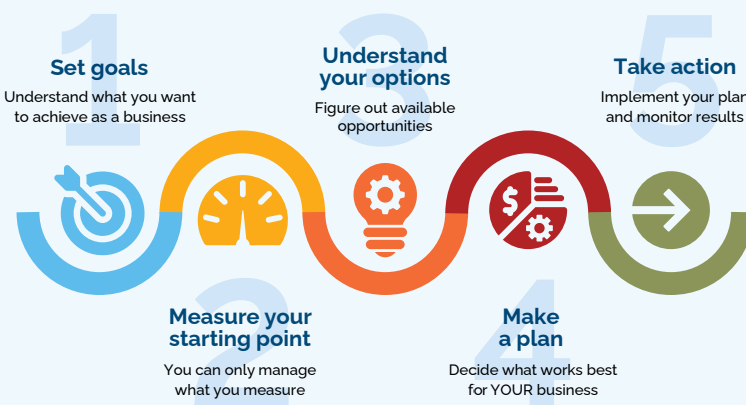 1
Set goals
Understand what you want
to achieve as a business
2
Measure your
starting point
You can only manage
what you measure
3
Understand
your options
Figure out available
opportunities
$
4
Make
a plan
Decide what works best
for YOUR business
5
Take action
Implement your plan
and monitor results